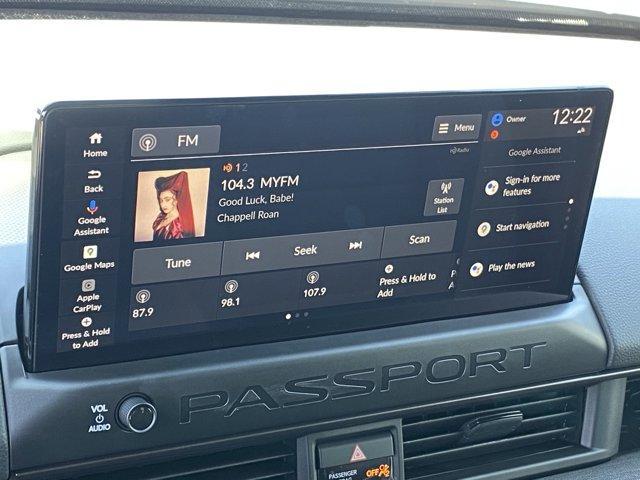 FM
Menu
Owner
12:22
HD Radio
Home
Back
Google
Assistant
Google Maps
Apple
CarPlay
Press & Hold
to Add
HD 1 2
104.3 MYFM
Good Luck, Babe!
Chappell Roan
Station
List
Tune
Seek
Scan
87.9
98.1
107.9
Press & Hold to
Add
P
A
Google Assistant
Sign-in for more
features
Start navigation
Play the news
PASSPORT
VOL
AUDIO
PASSENGER
OFF